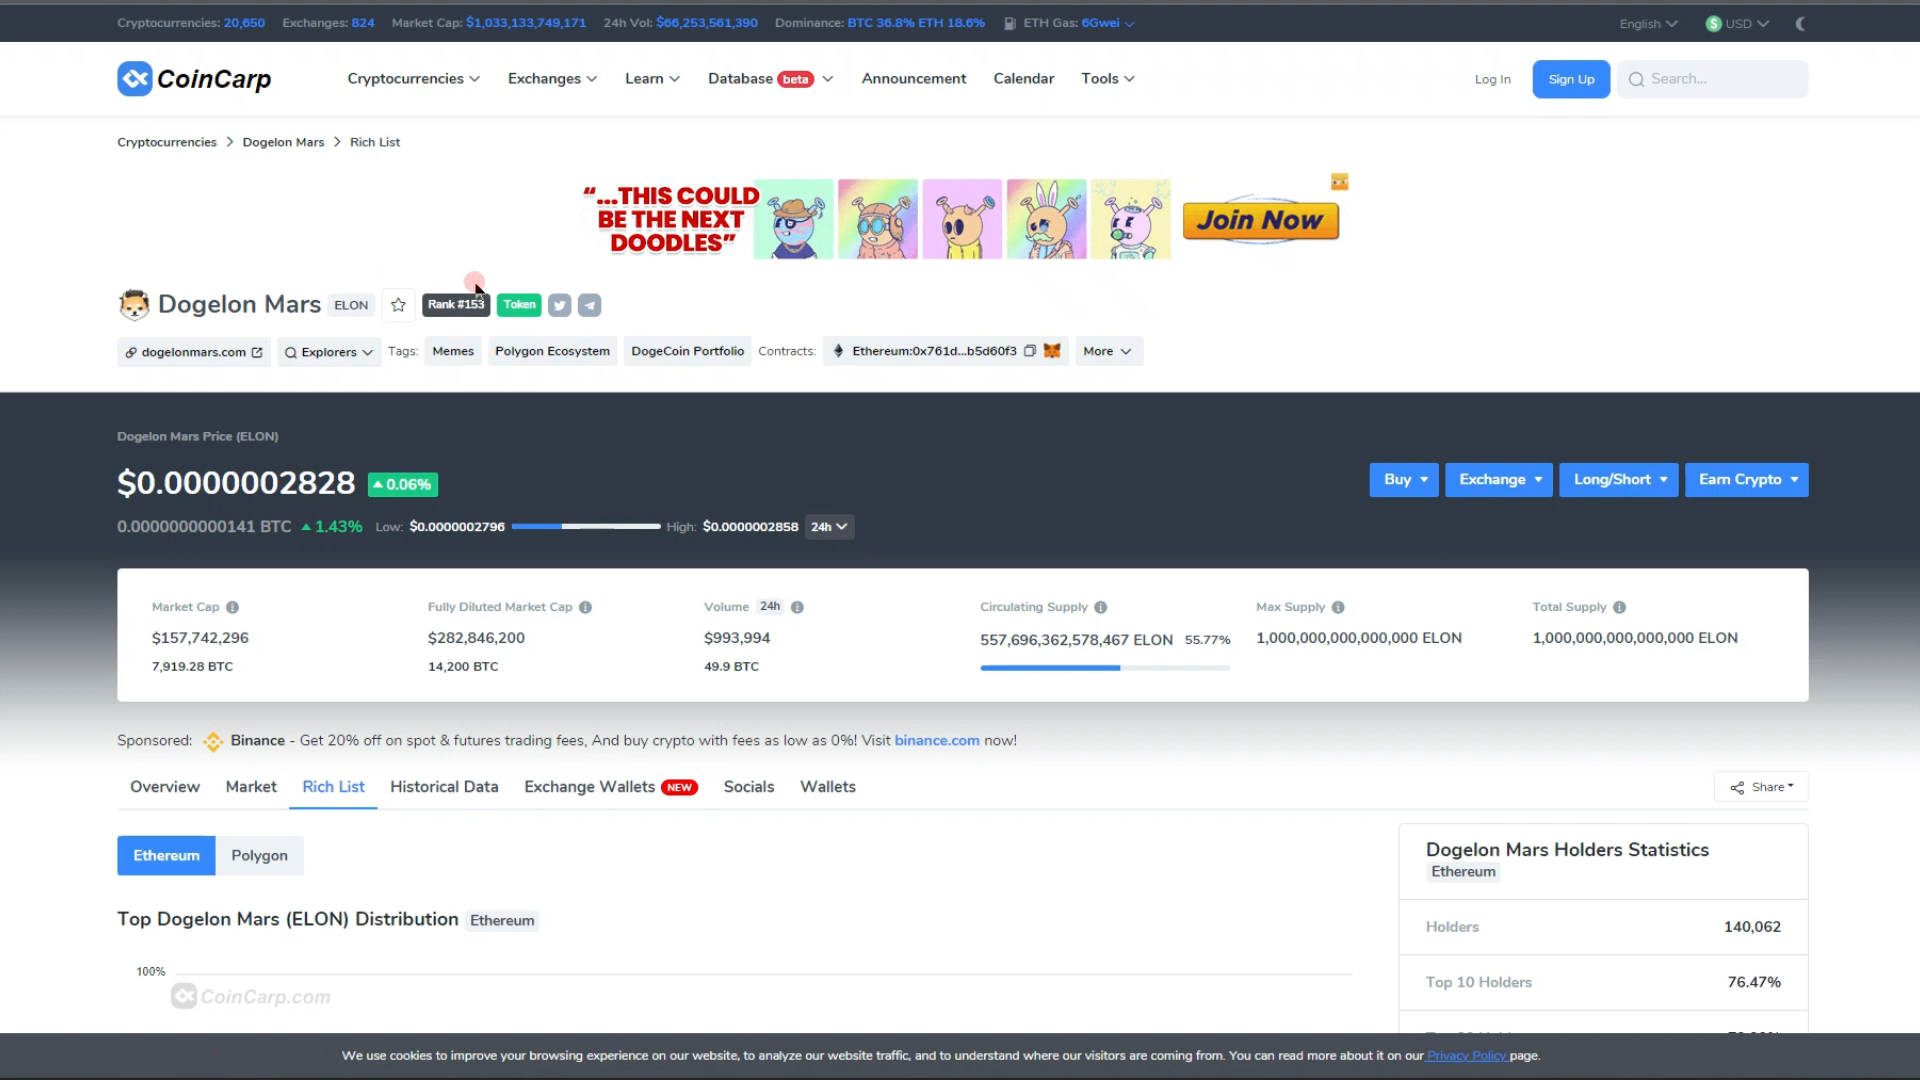 Cryptocurrencies: 20,650 Exchanges: 824 Market Cap: $1,033,133,749,171 24h Vol: $66,253,561,390 Dominance: BTC 36.8% ETH 18.6% ETH Gas: 6Gwei English USD
CoinCarp Cryptocurrencies Exchanges Learn Database beta Announcement Calendar Tools Log In Sign Up Search...
Cryptocurrencies > Dogelon Mars > Rich List
“...THIS COULD
BE THE NEXT
DOODLES”
Join Now
Dogelon Mars ELON Rank #153 Token
dogelonmars.com Explorers Tags: Memes Polygon Ecosystem DogeCoin Portfolio Contracts: Ethereum:0x761d...b5d60f3 More
Dogelon Mars Price (ELON)
$0.0000002828 0.06% Buy Exchange Long/Short Earn Crypto
0.0000000000141 BTC 1.43% Low: $0.0000002796 High: $0.0000002858 24h
Market Cap Fully Diluted Market Cap Volume 24h Circulating Supply Max Supply Total Supply
$157,742,296 $282,846,200 $993,994 557,696,362,578,467 ELON 55.77% 1,000,000,000,000,000 ELON 1,000,000,000,000,000 ELON
7,919.28 BTC 14,200 BTC 49.9 BTC
Sponsored: Binance - Get 20% off on spot & futures trading fees, And buy crypto with fees as low as 0%! Visit binance.com now!
Overview Market Rich List Historical Data Exchange Wallets NEW Socials Wallets Share
Ethereum Polygon
Dogelon Mars Holders Statistics
Ethereum
Top Dogelon Mars (ELON) Distribution Ethereum
Holders 140,062
100%
Top 10 Holders 76.47%
CoinCarp.com
We use cookies to improve your browsing experience on our website, to analyze our website traffic, and to understand where our visitors are coming from. You can read more about it on our Privacy Policy page.